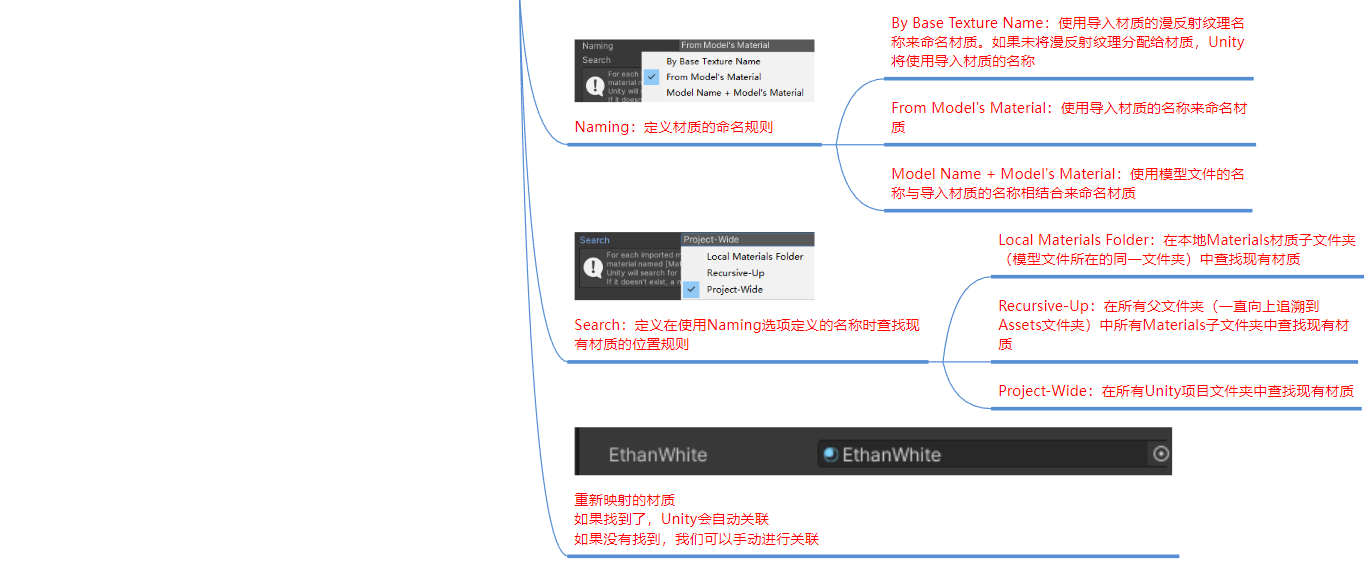 By Base Texture Name：使用导入材质的漫反射纹理名
称来命名材质。如果未将漫反射纹理分配给材质，Unity
将使用导入材质的名称
Naming From Model's Material
Search By Base Texture Name
For each
material n
From Model's Material
Unity will
Model Name + Model's Material
If it doesn
Naming：定义材质的命名规则
From Model's Material：使用导入材质的名称来命名材
质
Model Name + Model's Material：使用模型文件的名
称与导入材质的名称相结合来命名材质
Search Project-Wide
For each imported m
Local Materials Folder
material named [Mat
Unity will search for
Recursive-Up
If it doesn't exist, a n
Project-Wide
Search：定义在使用Naming选项定义的名称时查找现
有材质的位置规则
Local Materials Folder：在本地Materials材质子文件夹
（模型文件所在的同一文件夹）中查找现有材质
Recursive-Up：在所有父文件夹（一直向上追溯到
Assets文件夹）中所有Materials子文件夹中查找现有材
质
Project-Wide：在所有Unity项目文件夹中查找现有材质
EthanWhite EthanWhite
重新映射的材质
如果找到了，Unity会自动关联
如果没有找到，我们可以手动进行关联